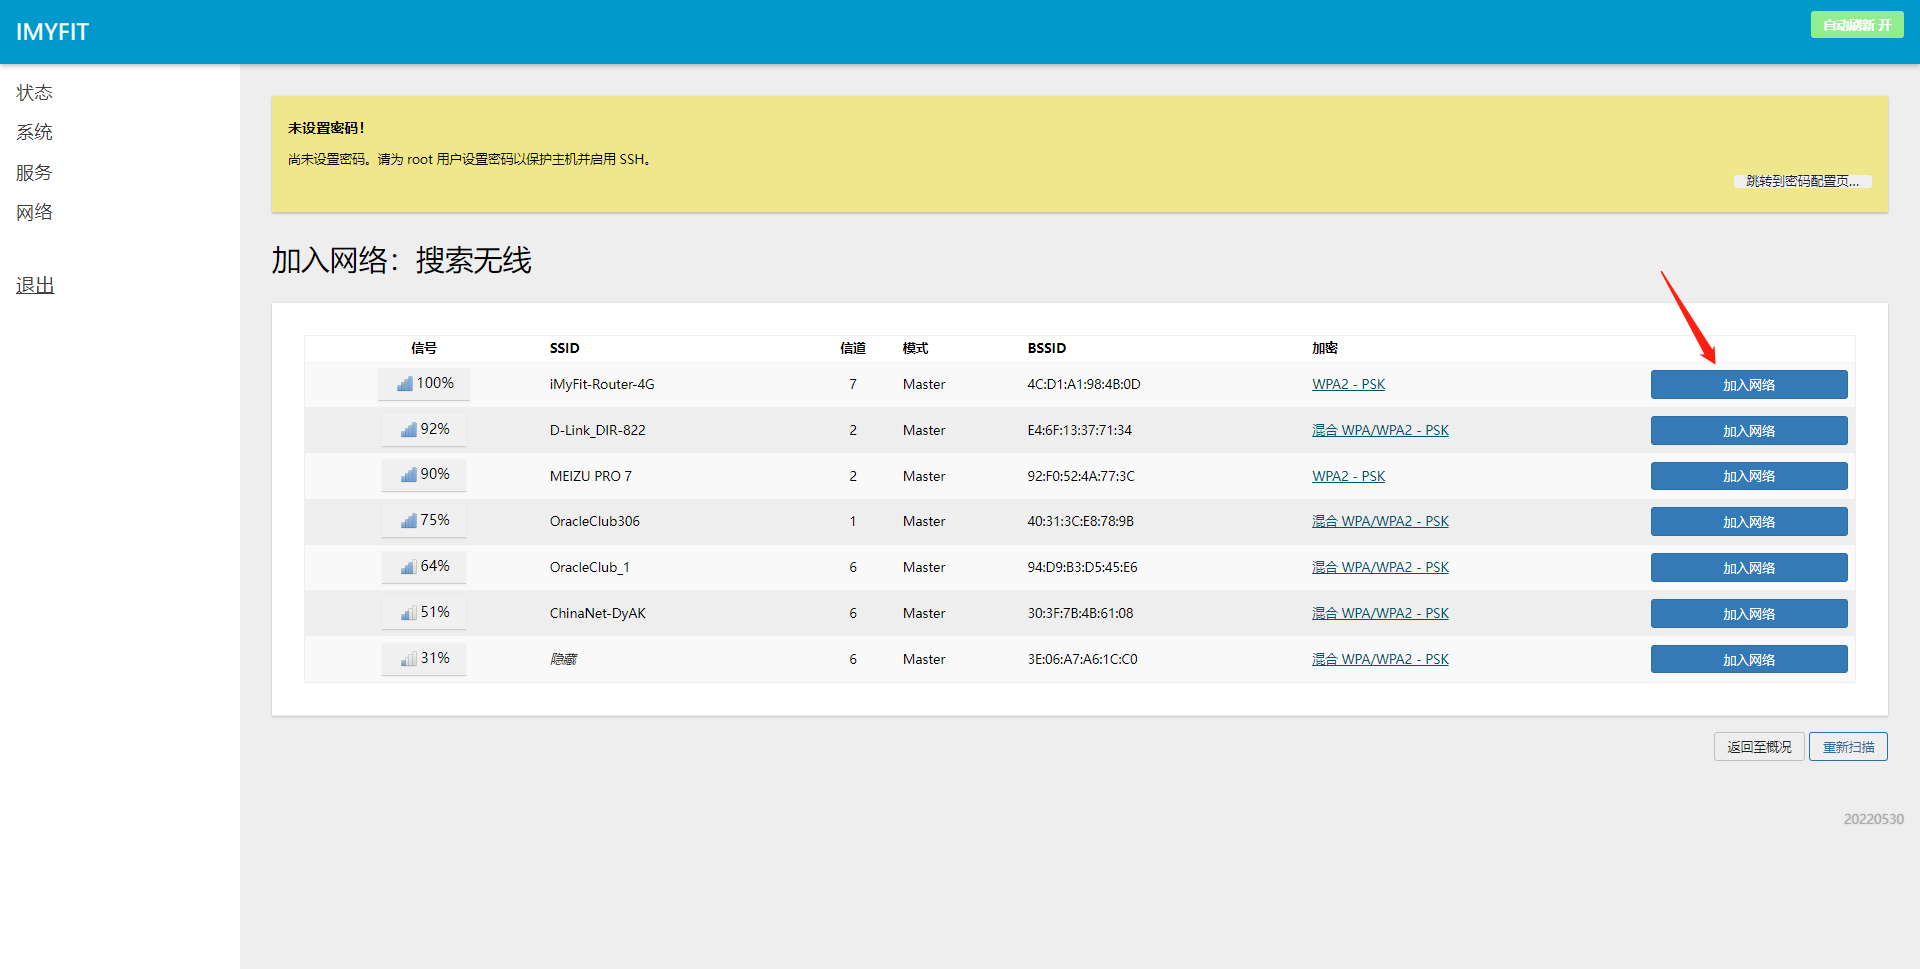 IMYFIT
自动刷新 开
状态
系统
服务
网络
退出
未设置密码！
尚未设置密码。请为 root 用户设置密码以保护主机并启用 SSH。
跳转到密码配置页...
加入网络：搜索无线
信号 SSID 信道 模式 BSSID 加密
100% iMyFit-Router-4G 7 Master 4C:D1:A1:98:4B:0D WPA2 - PSK 加入网络
92% D-Link_DIR-822 2 Master E4:6F:13:37:71:34 混合 WPA/WPA2 - PSK 加入网络
90% MEIZU PRO 7 2 Master 92:F0:52:4A:77:3C WPA2 - PSK 加入网络
75% OracleClub306 1 Master 40:31:3C:E8:78:9B 混合 WPA/WPA2 - PSK 加入网络
64% OracleClub_1 6 Master 94:D9:B3:D5:45:E6 混合 WPA/WPA2 - PSK 加入网络
51% ChinaNet-DyAK 6 Master 30:3F:7B:4B:61:08 混合 WPA/WPA2 - PSK 加入网络
31% 隐藏 6 Master 3E:06:A7:A6:1C:C0 混合 WPA/WPA2 - PSK 加入网络
返回至概况 重新扫描
20220530